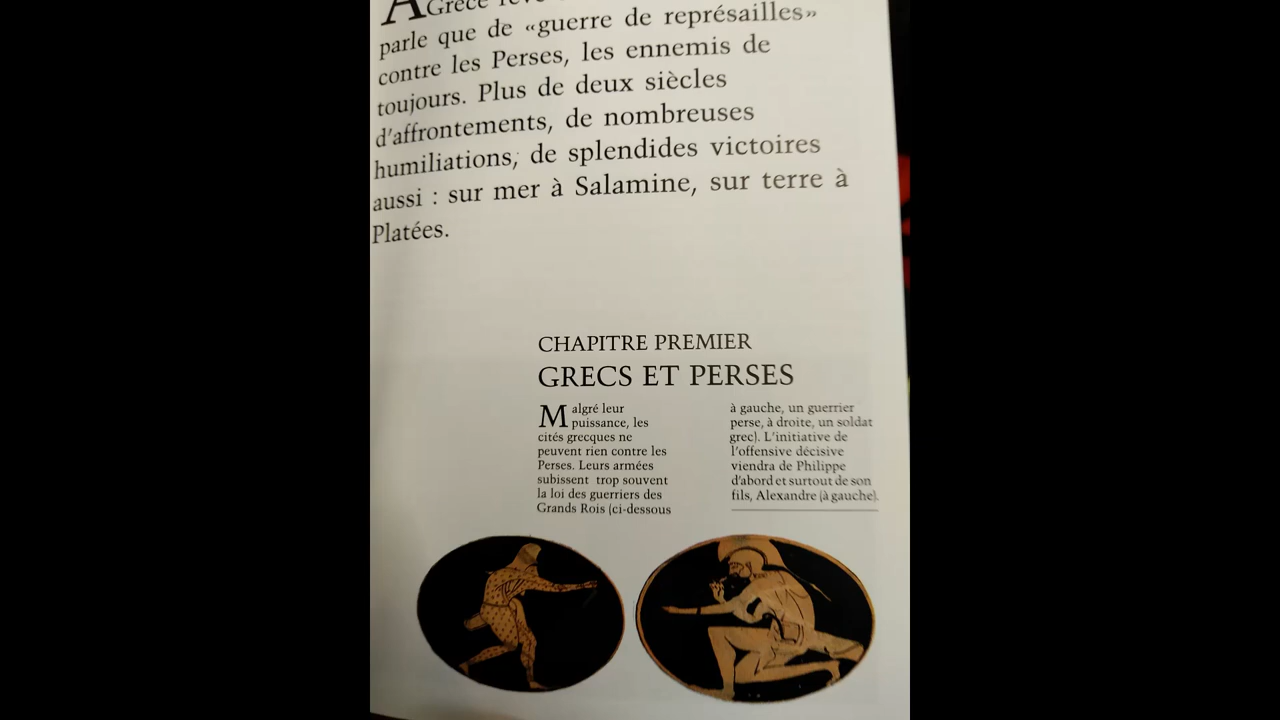 A Grèce
parle que de «guerre de représailles»
contre les Perses, les ennemis de
toujours. Plus de deux siècles
d'affrontements, de nombreuses
humiliations, de splendides victoires
aussi : sur mer à Salamine, sur terre à
Platées.
CHAPITRE PREMIER
GRECS ET PERSES
Malgré leur
puissance, les
cités grecques ne
peuvent rien contre les
Perses. Leurs armées
subissent trop souvent
la loi des guerriers des
Grands Rois (ci-dessous
à gauche, un guerrier
perse, à droite, un soldat
grec). L'initiative de
l'offensive décisive
viendra de Philippe
d'abord et surtout de son
fils, Alexandre (à gauche).